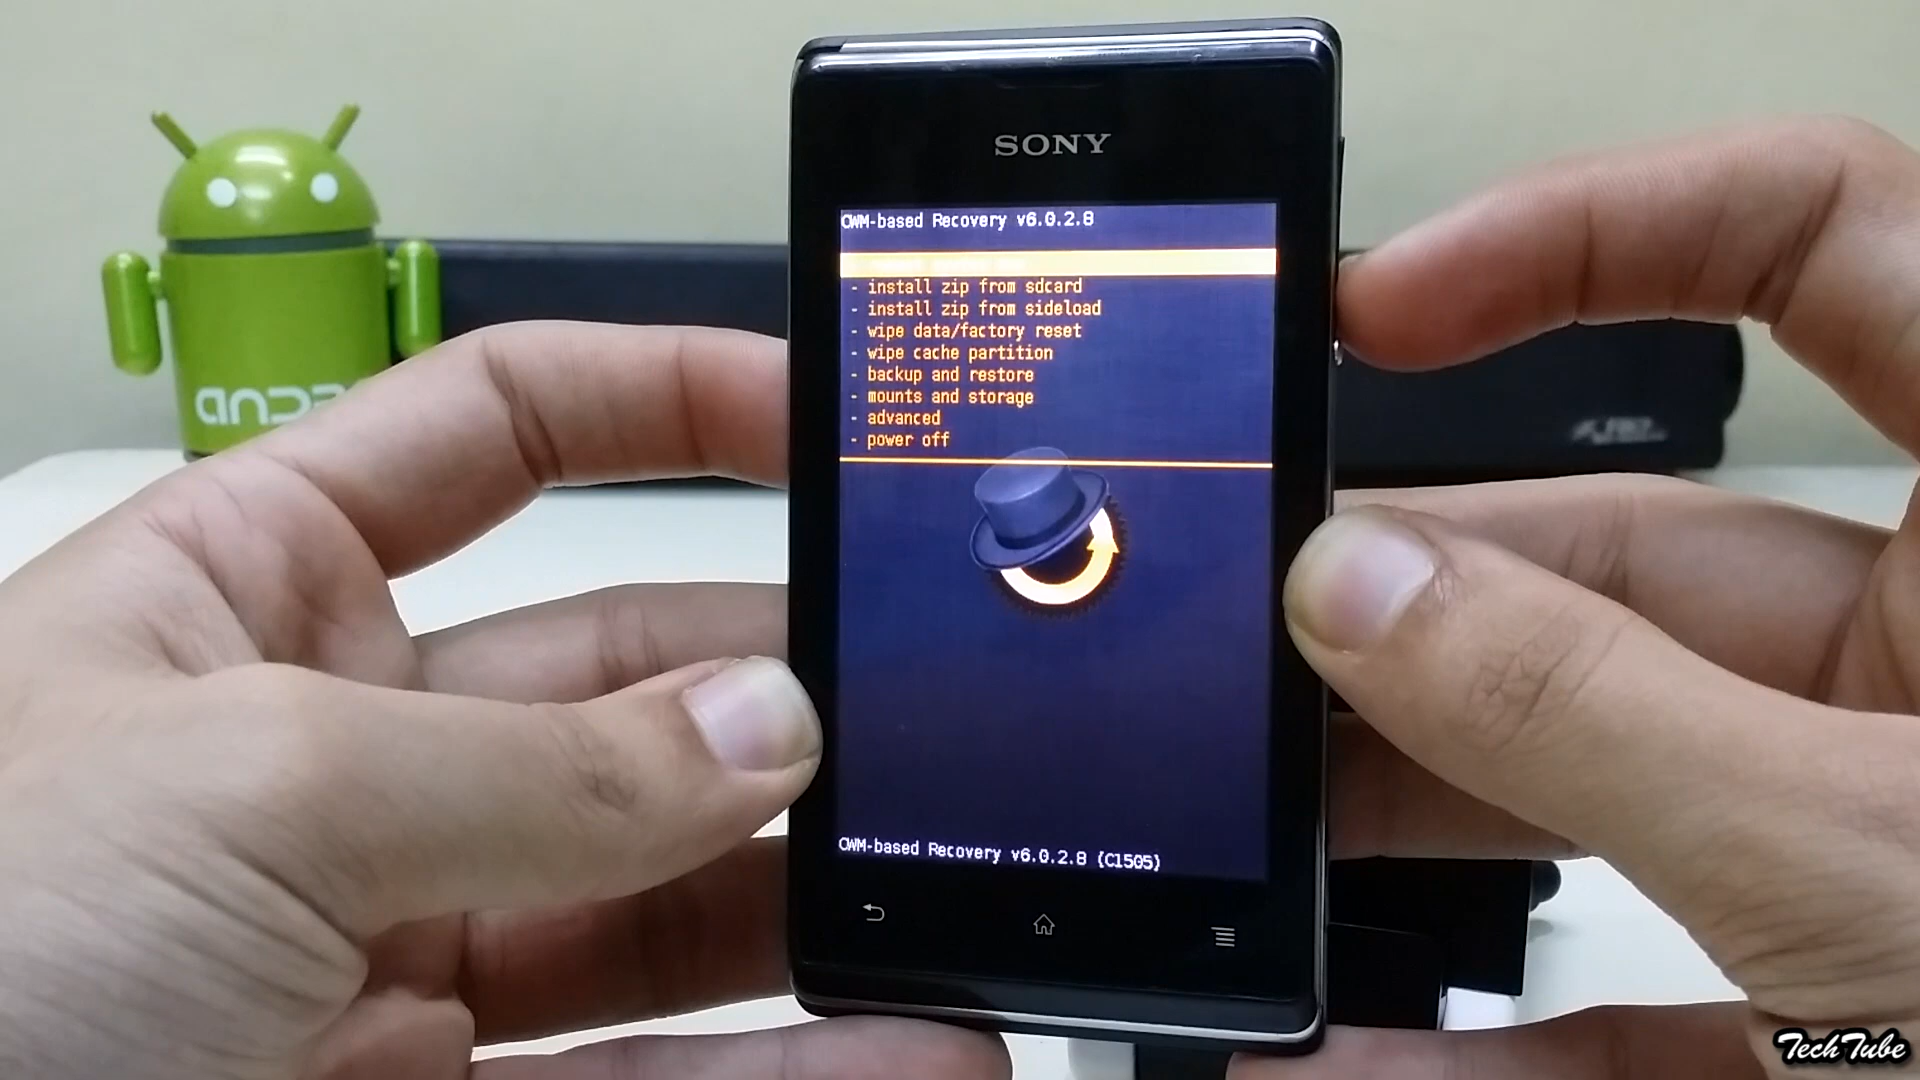 SONY
CWM-based Recovery v6.0.2.8
- install zip from sdcard
- install zip from sideload
- wipe data/factory reset
- wipe cache partition
- backup and restore
- mounts and storage
- advanced
- power off
CWM-based Recovery v6.0.2.8 (C1505)
TechTube